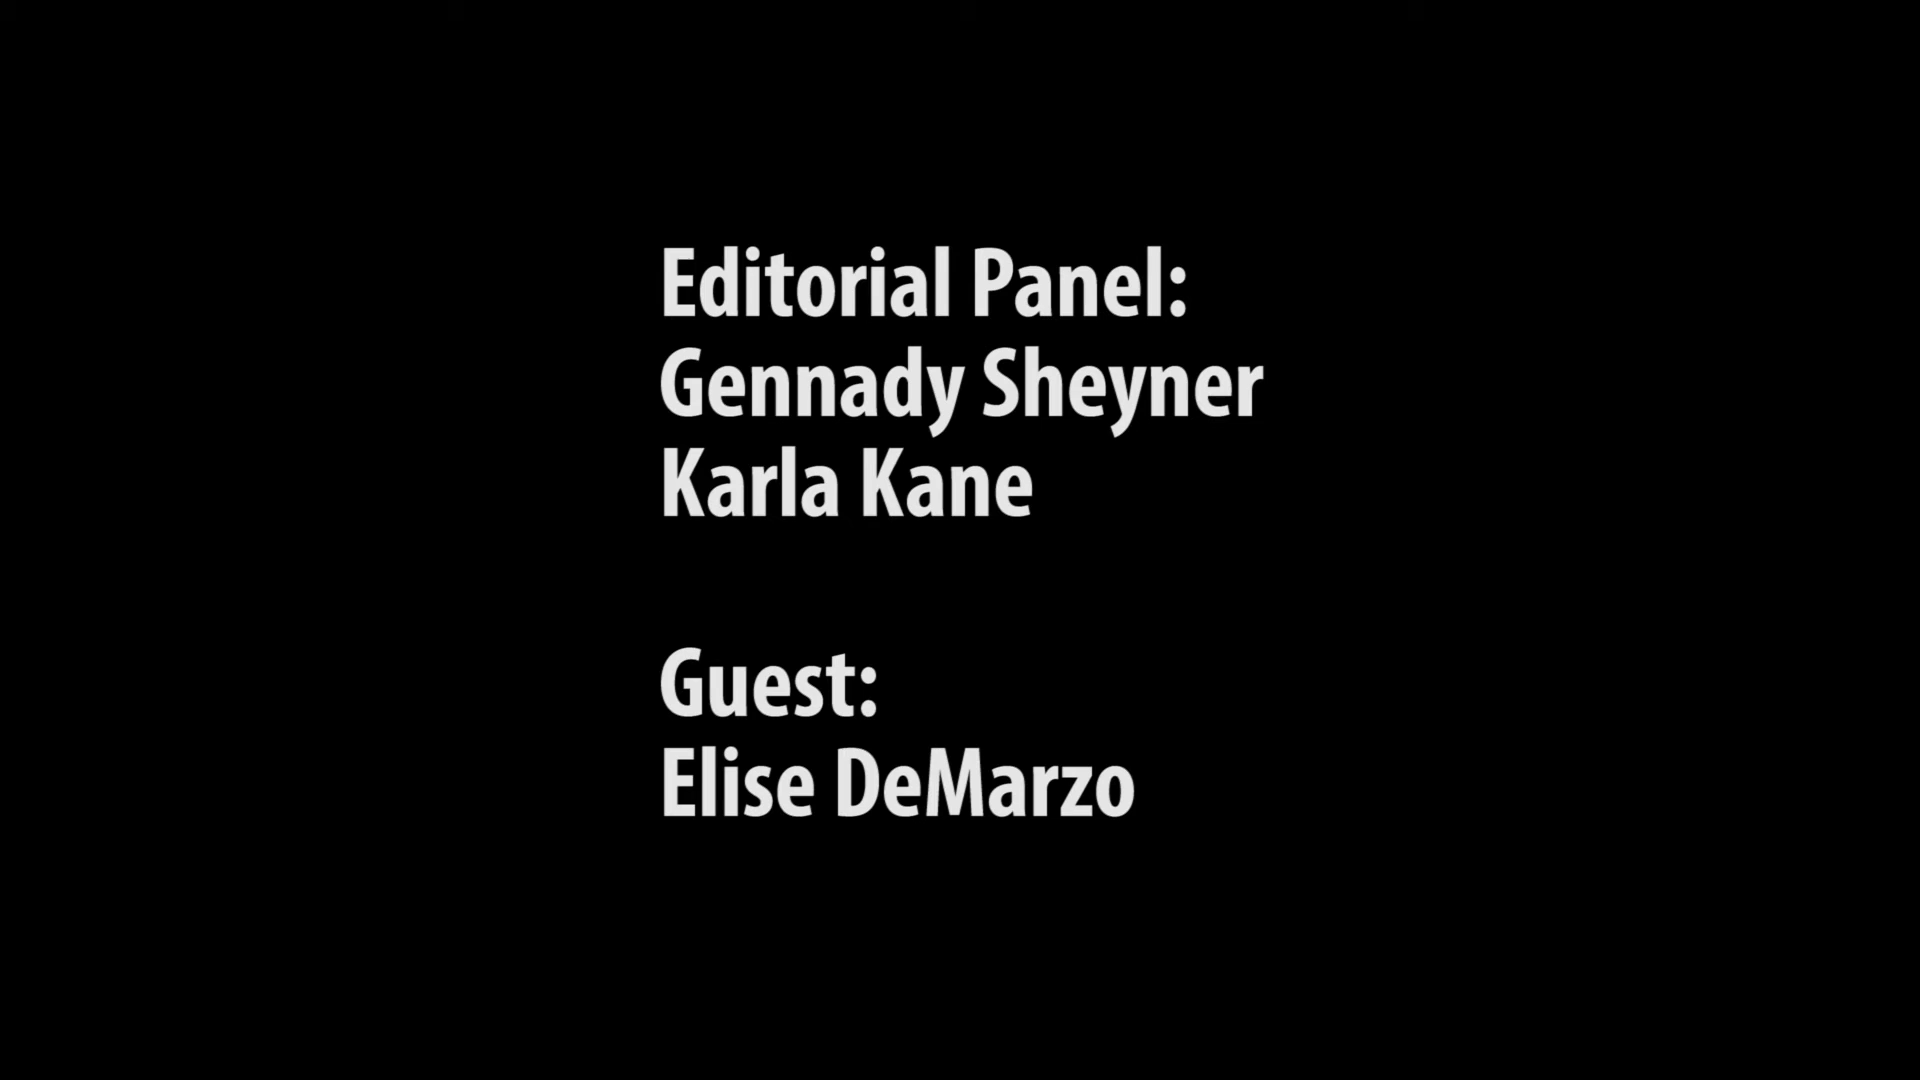 Editorial Panel:
Gennady Sheyner
Karla Kane
Guest:
Elise DeMarzo